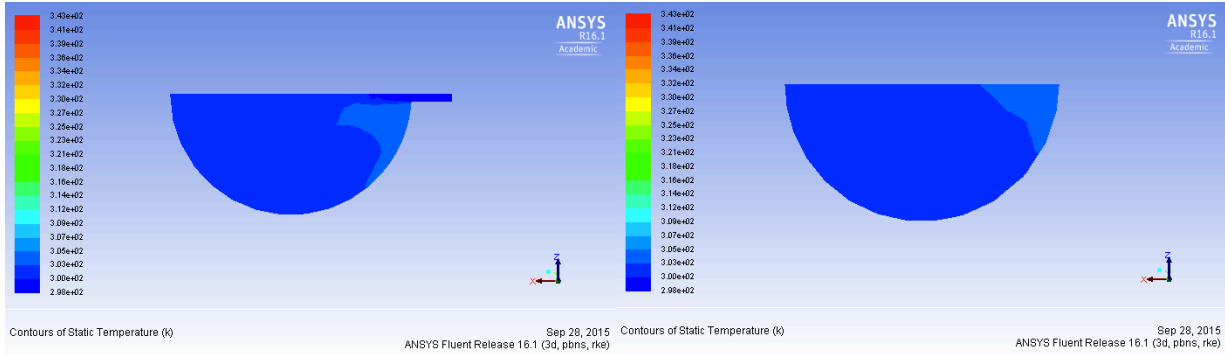 3.43e+02
3.41e+02
3.39e+02
3.36e+02
3.34e+02
3.32e+02
3.30e+02
3.27e+02
3.25e+02
3.23e+02
3.21e+02
3.18e+02
3.16e+02
3.14e+02
3.12e+02
3.09e+02
3.07e+02
3.05e+02
3.02e+02
3.00e+02
2.98e+02
ANSYS
R16.1
Academic
Z
X
Contours of Static Temperature (k)
Sep 28, 2015
ANSYS Fluent Release 16.1 (3d, pbns, rke)
3.43e+02
3.41e+02
3.39e+02
3.36e+02
3.34e+02
3.32e+02
3.30e+02
3.27e+02
3.25e+02
3.23e+02
3.21e+02
3.18e+02
3.16e+02
3.14e+02
3.12e+02
3.09e+02
3.07e+02
3.05e+02
3.02e+02
3.00e+02
2.98e+02
ANSYS
R16.1
Academic
Z
X
Contours of Static Temperature (k)
Sep 28, 2015
ANSYS Fluent Release 16.1 (3d, pbns, rke)